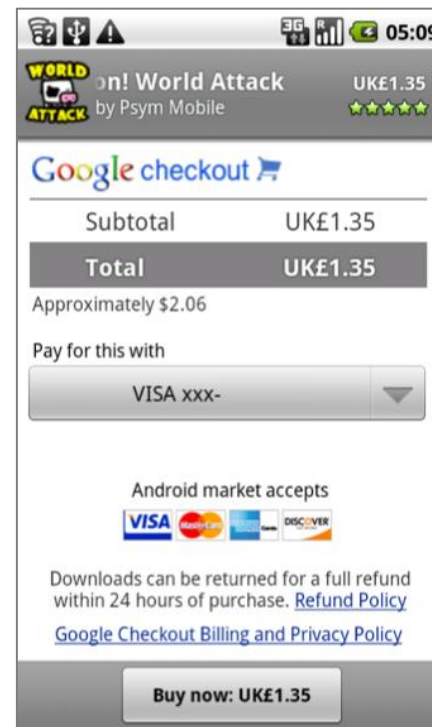 3G R 05:09
WORLD ATTACK
on! World Attack UK£1.35
by Psym Mobile
Google checkout
Subtotal UK£1.35
Total UK£1.35
Approximately $2.06
Pay for this with
VISA xxx-
Android market accepts
VISA MasterCard DISCOVER
Downloads can be returned for a full refund
within 24 hours of purchase. Refund Policy
Google Checkout Billing and Privacy Policy
Buy now: UK£1.35